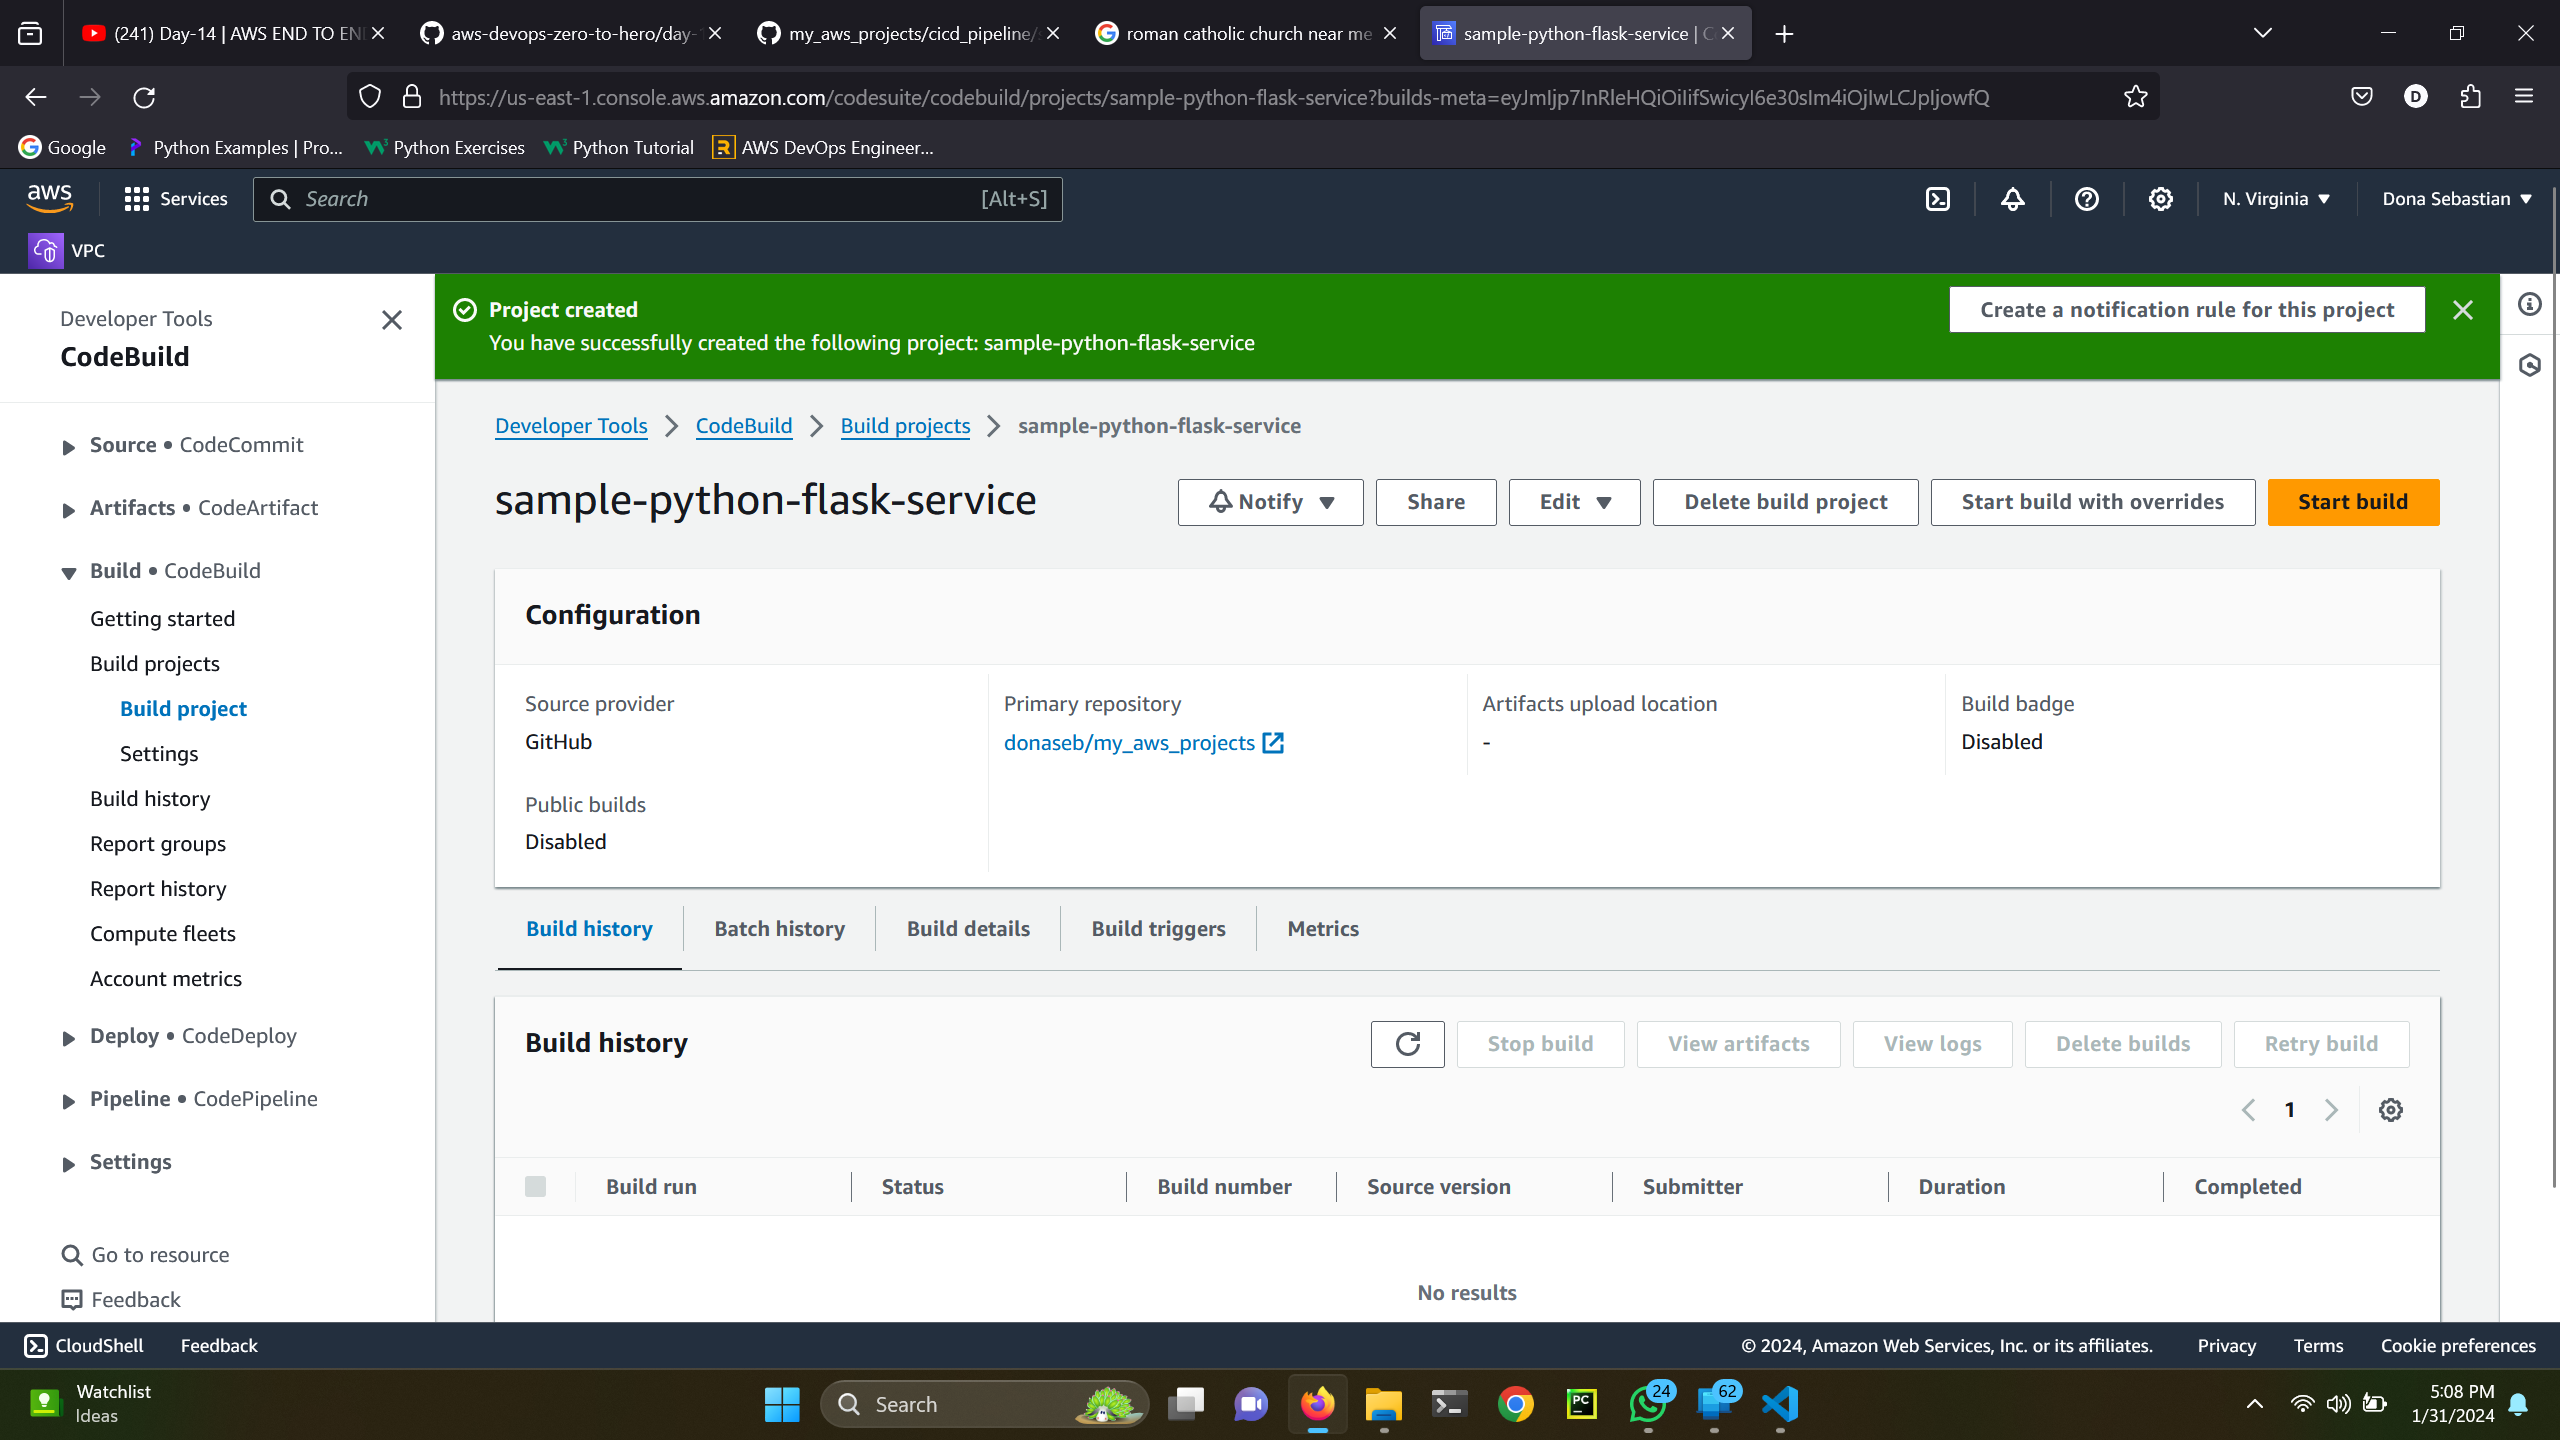 (241) Day-14 | AWS END TO EN
aws-devops-zero-to-hero/day-
my_aws_projects/cicd_pipeline/
roman catholic church near me
sample-python-flask-service | C
https://us-east-1.console.aws.amazon.com/codesuite/codebuild/projects/sample-python-flask-service?builds-meta=
D
Google
Python Examples | Pro...
Python Exercises
Python Tutorial
AWS DevOps Engineer...
aws
Services
Search
[Alt+S]
N. Virginia
Dona Sebastian
VPC
Developer Tools
CodeBuild
Source • CodeCommit
Artifacts • CodeArtifact
Build • CodeBuild
Getting started
Build projects
Build project
Settings
Build history
Report groups
Report history
Compute fleets
Account metrics
Deploy • CodeDeploy
Pipeline • CodePipeline
Settings
Go to resource
Feedback
Project created
You have successfully created the following project: sample-python-flask-service
Create a notification rule for this project
Developer Tools
CodeBuild
Build projects
sample-python-flask-service
sample-python-flask-service
Notify
Share
Edit
Delete build project
Start build with overrides
Start build
Configuration
Source provider
GitHub
Primary repository
donaseb/my_aws_projects
Artifacts upload location
-
Build badge
Disabled
Public builds
Disabled
Build history
Batch history
Build details
Build triggers
Metrics
Build history
Stop build
View artifacts
View logs
Delete builds
Retry build
1
Build run
Status
Build number
Source version
Submitter
Duration
Completed
No results
CloudShell
Feedback
© 2024, Amazon Web Services, Inc. or its affiliates.
Privacy
Terms
Cookie preferences
Watchlist
Ideas
Search
PC
24
62
5:08 PM
1/31/2024